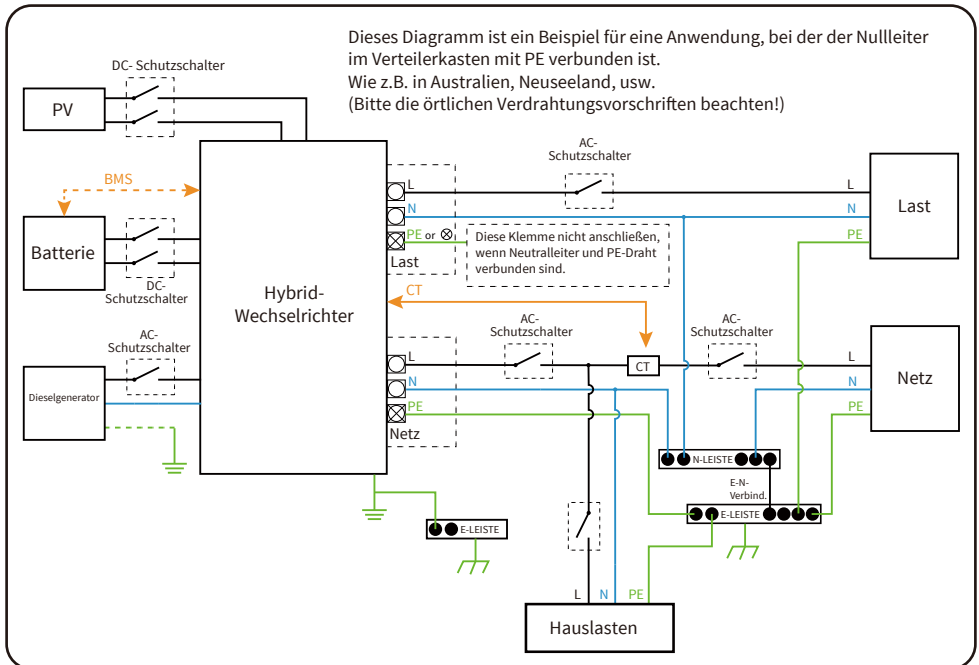 Dieses Diagramm ist ein Beispiel für eine Anwendung, bei der der Nullleiter
im Verteilerkasten mit PE verbunden ist.
Wie z.B. in Australien, Neuseeland, usw.
(Bitte die örtlichen Verdrahtungsvorschriften beachten!)
DC- Schutzschalter
PV
AC-
Schutzschalter
BMS
L
L
N
N
Last
PE or
PE
Diese Klemme nicht anschließen,
wenn Neutralleiter und PE-Draht
verbunden sind.
Last
Batterie
DC-
Schutzschalter
Hybrid-
Wechselrichter
CT
AC-
Schutzschalter
AC-
Schutzschalter
AC-
Schutzschalter
L
CT
L
Dieselgenerator
N
N
Netz
PE
PE
Netz
N-LEISTE
E-N-
Verbind.
E-LEISTE
E-LEISTE
L
N
PE
Hauslasten